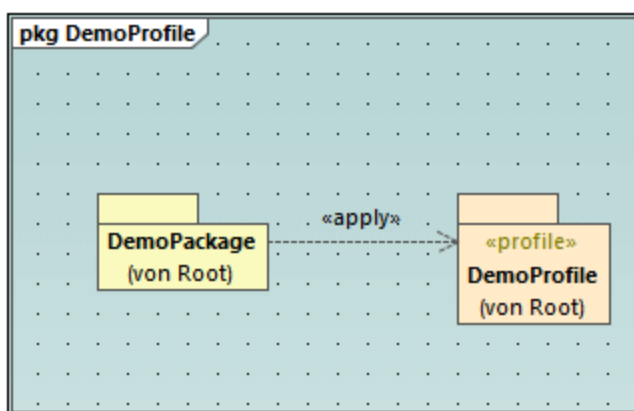 pkg DemoProfile
«apply»
DemoPackage
(von Root)
«profile»
DemoProfile
(von Root)